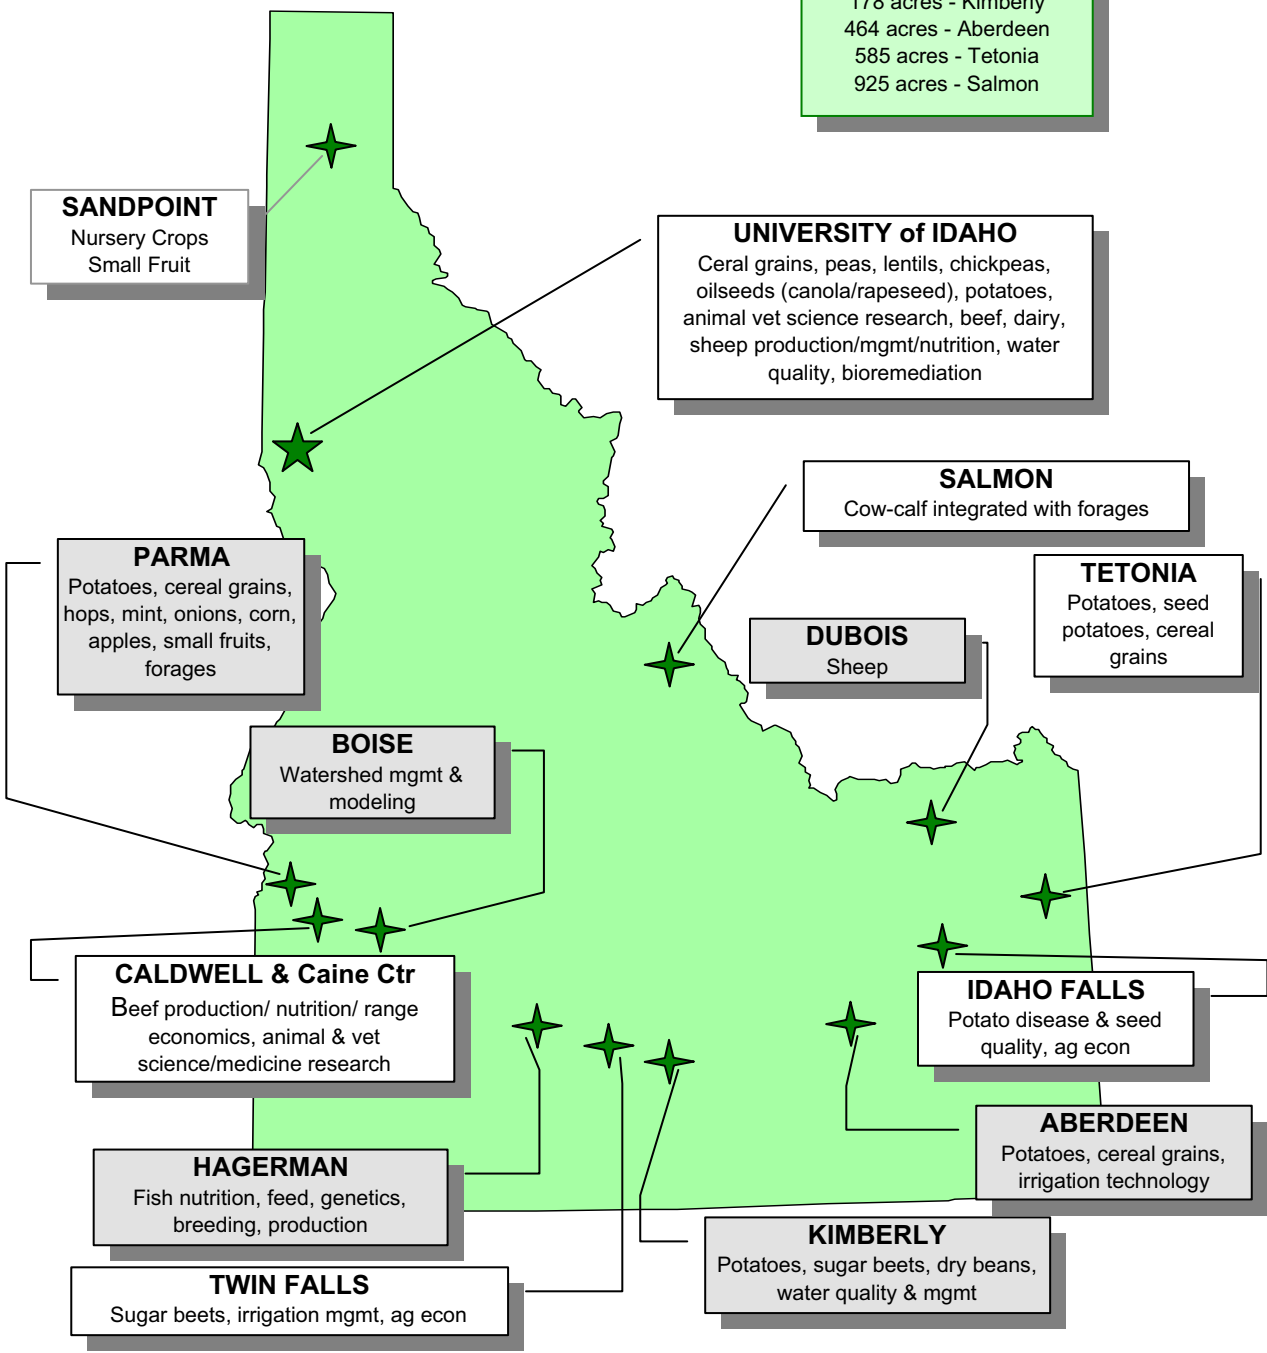 178 acres - Kimberly
464 acres - Aberdeen
585 acres - Tetonia
925 acres - Salmon
SANDPOINT
Nursery Crops
Small Fruit
UNIVERSITY of IDAHO
Ceral grains, peas, lentils, chickpeas,
oilseeds (canola/rapeseed), potatoes,
animal vet science research, beef, dairy,
sheep production/mgmt/nutrition, water
quality, bioremediation
SALMON
Cow-calf integrated with forages
PARMA
Potatoes, cereal grains,
hops, mint, onions, corn,
apples, small fruits,
forages
TETONIA
Potatoes, seed
potatoes, cereal
grains
DUBOIS
Sheep
BOISE
Watershed mgmt &
modeling
CALDWELL & Caine Ctr
Beef production/ nutrition/ range
economics, animal & vet
science/medicine research
IDAHO FALLS
Potato disease & seed
quality, ag econ
ABERDEEN
Potatoes, cereal grains,
irrigation technology
HAGERMAN
Fish nutrition, feed, genetics,
breeding, production
KIMBERLY
Potatoes, sugar beets, dry beans,
water quality & mgmt
TWIN FALLS
Sugar beets, irrigation mgmt, ag econ